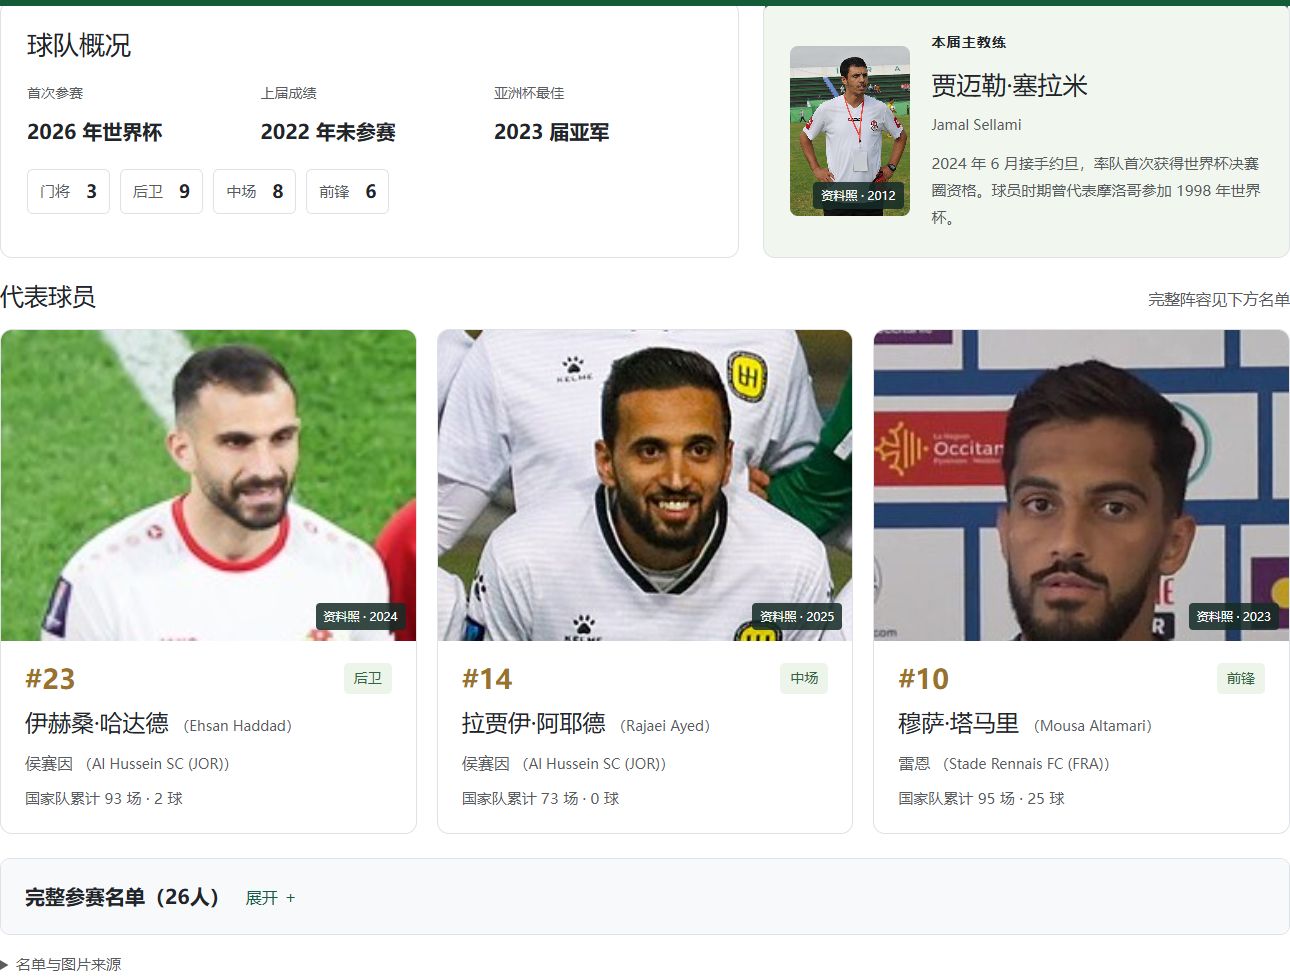 球队概况
首次参赛
2026 年世界杯
上届成绩
2022 年未参赛
亚洲杯最佳
2023 届亚军
门将 3
后卫 9
中场 8
前锋 6
资料照 · 2012
本届主教练
贾迈勒·塞拉米
Jamal Sellami
2024 年 6 月接手约旦，率队首次获得世界杯决赛
圈资格。球员时期曾代表摩洛哥参加 1998 年世界
杯。
代表球员
完整阵容见下方名单
资料照 · 2024
#23
后卫
伊赫桑·哈达德 （Ehsan Haddad）
侯赛因 （Al Hussein SC (JOR)）
国家队累计 93 场 · 2 球
KELME
KELME
资料照 · 2025
#14
中场
拉贾伊·阿耶德 （Rajaei Ayed）
侯赛因 （Al Hussein SC (JOR)）
国家队累计 73 场 · 0 球
La Région
Occitan
资料照 · 2023
#10
前锋
穆萨·塔马里 （Mousa Altamari）
雷恩 （Stade Rennais FC (FRA)）
国家队累计 95 场 · 25 球
完整参赛名单（26人） 展开 +
名单与图片来源